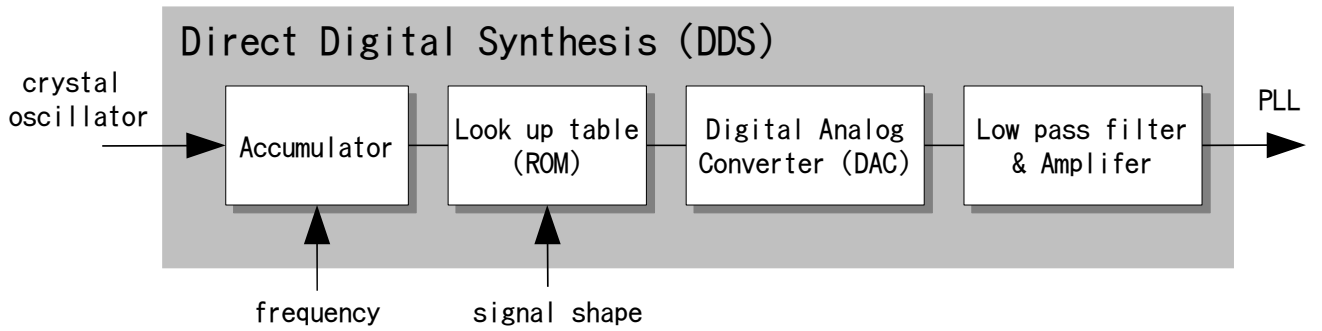 Direct Digital Synthesis (DDS)
crystal
oscillator
Accumulator
Look up table
(ROM)
Digital Analog
Converter (DAC)
Low pass filter
& Amplifer
PLL
frequency
signal shape